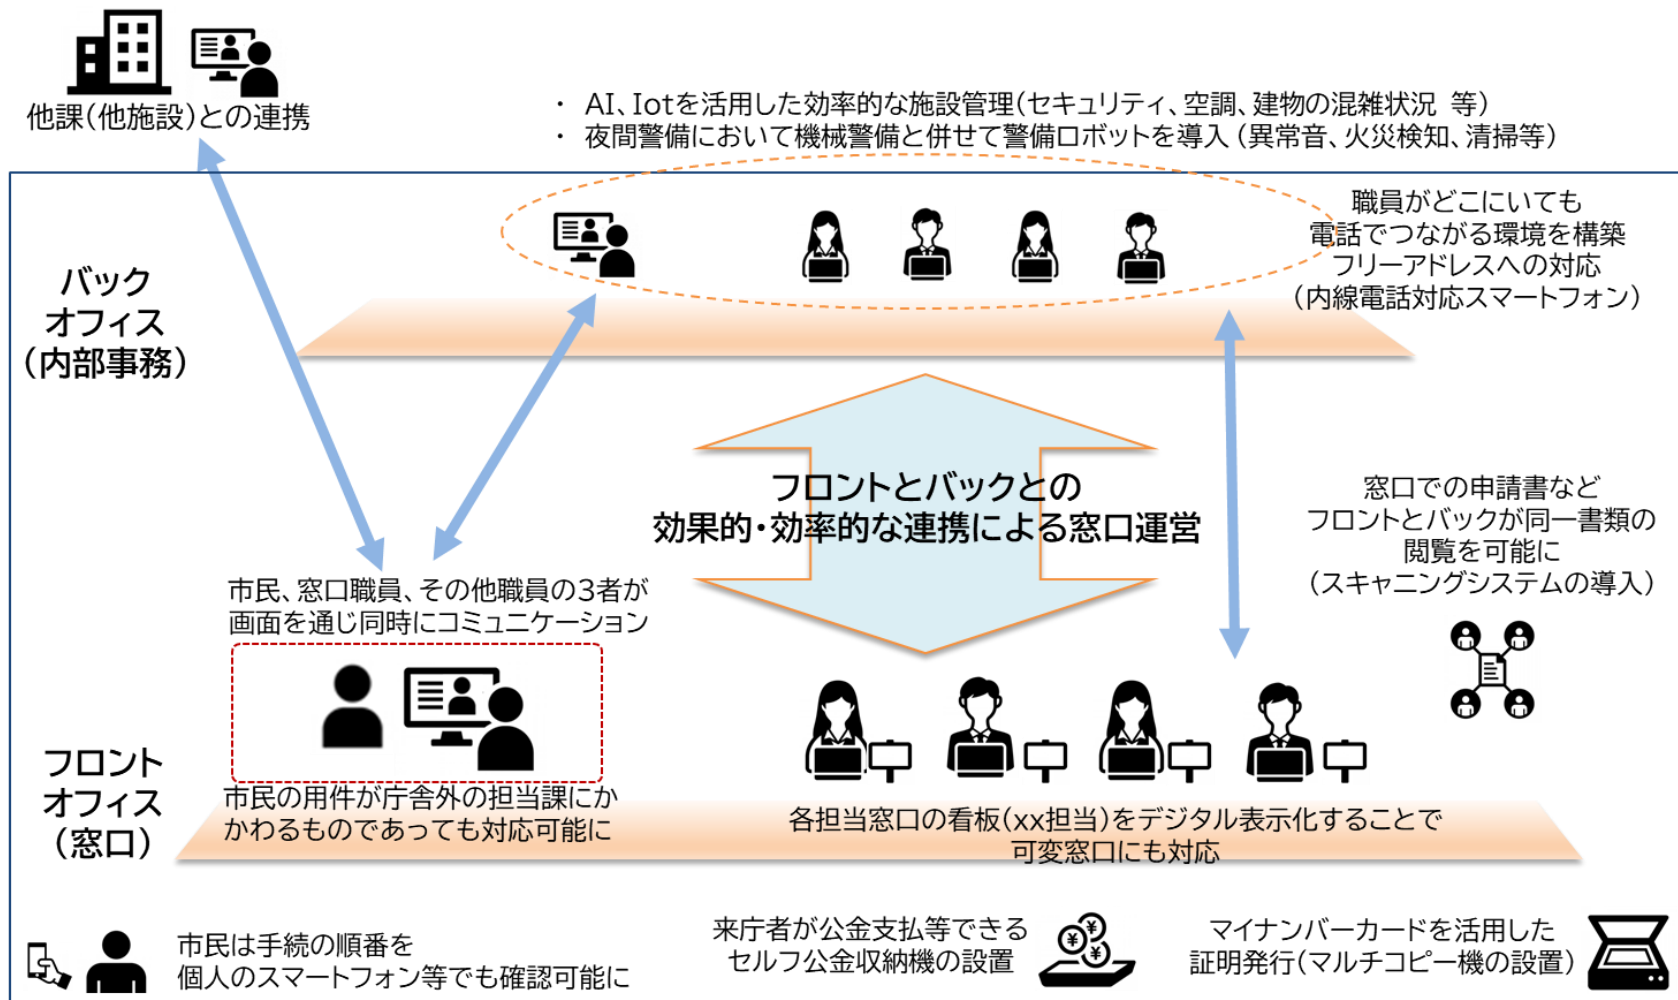 他課(他施設)との連携
・ AI、Iotを活用した効率的な施設管理(セキュリティ、空調、建物の混雑状況 等)
・ 夜間警備において機械警備と併せて警備ロボットを導入(異常音、火災検知、清掃等)
職員がどこにいても
電話でつながる環境を構築
フリーアドレスへの対応
(内線電話対応スマートフォン)
バック
オフィス
(内部事務)
フロントとバックとの
効果的・効率的な連携による窓口運営
窓口での申請書など
フロントとバックが同一書類の
閲覧を可能に
(スキャニングシステムの導入)
市民、窓口職員、その他職員の3者が
画面を通じ同時にコミュニケーション
フロント
オフィス
(窓口)
市民の用件が庁舎外の担当課にか
かわるものであっても対応可能に
各担当窓口の看板(xx担当)をデジタル表示化することで
可変窓口にも対応
市民は手続の順番を
個人のスマートフォン等でも確認可能に
来庁者が公金支払等できる
セルフ公金収納機の設置
¥
¥
¥
マイナンバーカードを活用した
証明発行(マルチコピー機の設置)